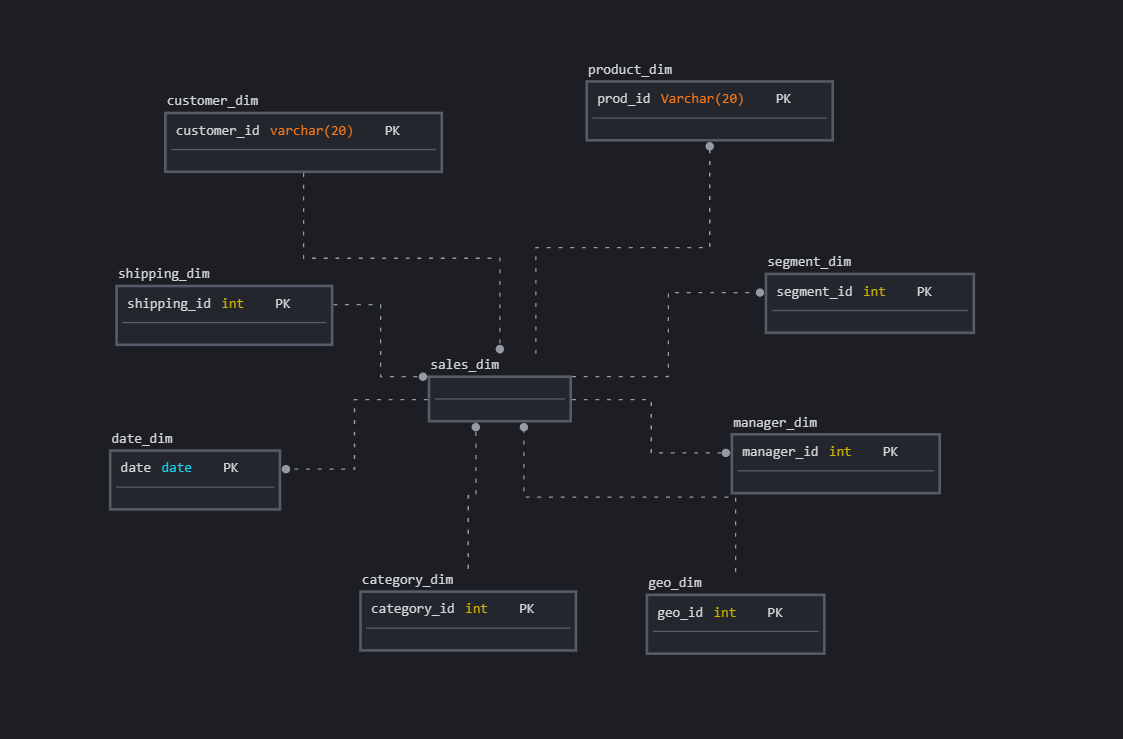 product_dim
prod_id Varchar(20) PK
customer_dim
customer_id varchar(20) PK
segment_dim
segment_id int PK
shipping_dim
shipping_id int PK
sales_dim
manager_dim
manager_id int PK
date_dim
date date PK
category_dim
category_id int PK
geo_dim
geo_id int PK